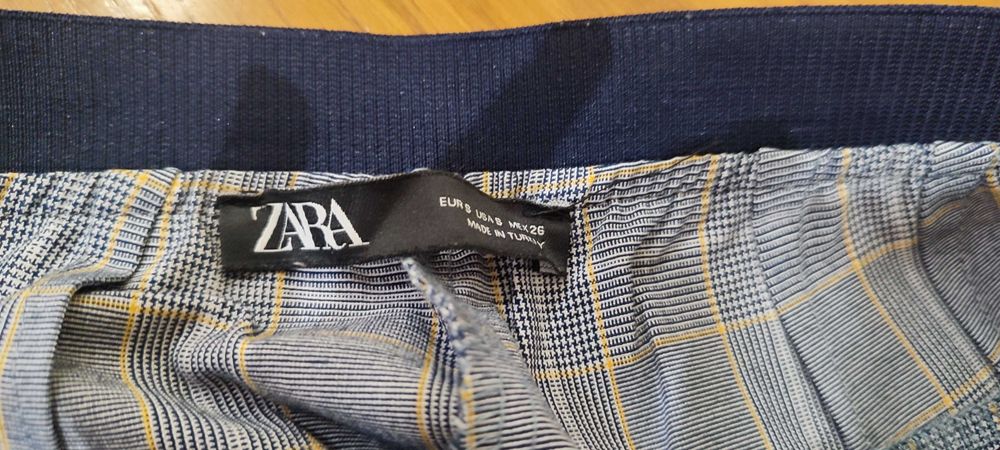 ZARA
EUR S USA S MEX 26
MADE IN TURKEY